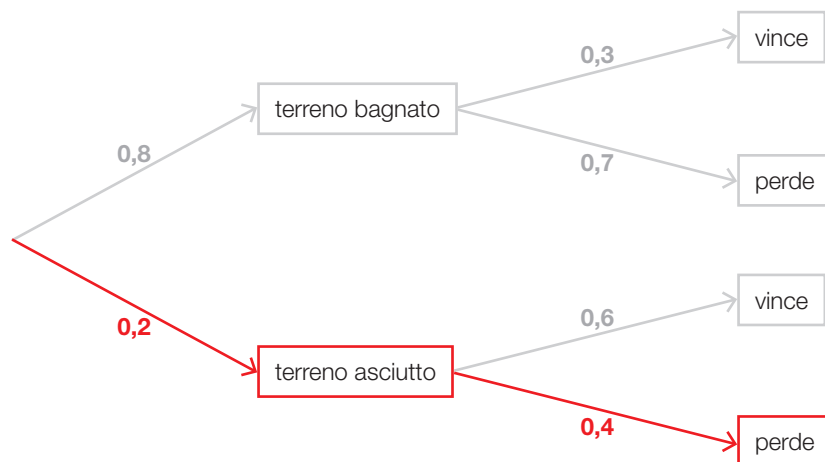 vince
0,3
terreno bagnato
0,8
0,7
perde
vince
0,6
0,2
terreno asciutto
0,4
perde